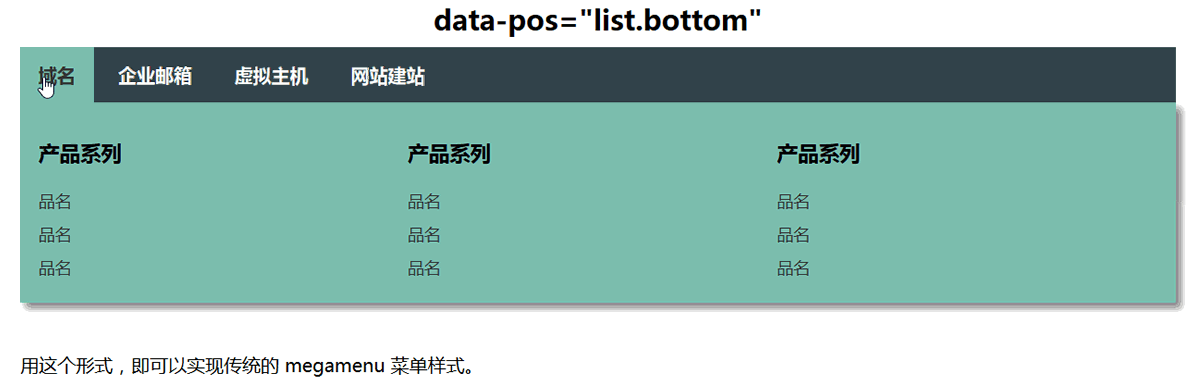 data-pos="list.bottom"
域名 企业邮箱 虚拟主机 网站建站
产品系列 产品系列 产品系列
品名 品名 品名
品名 品名 品名
品名 品名 品名
用这个形式，即可以实现传统的 megamenu 菜单样式。